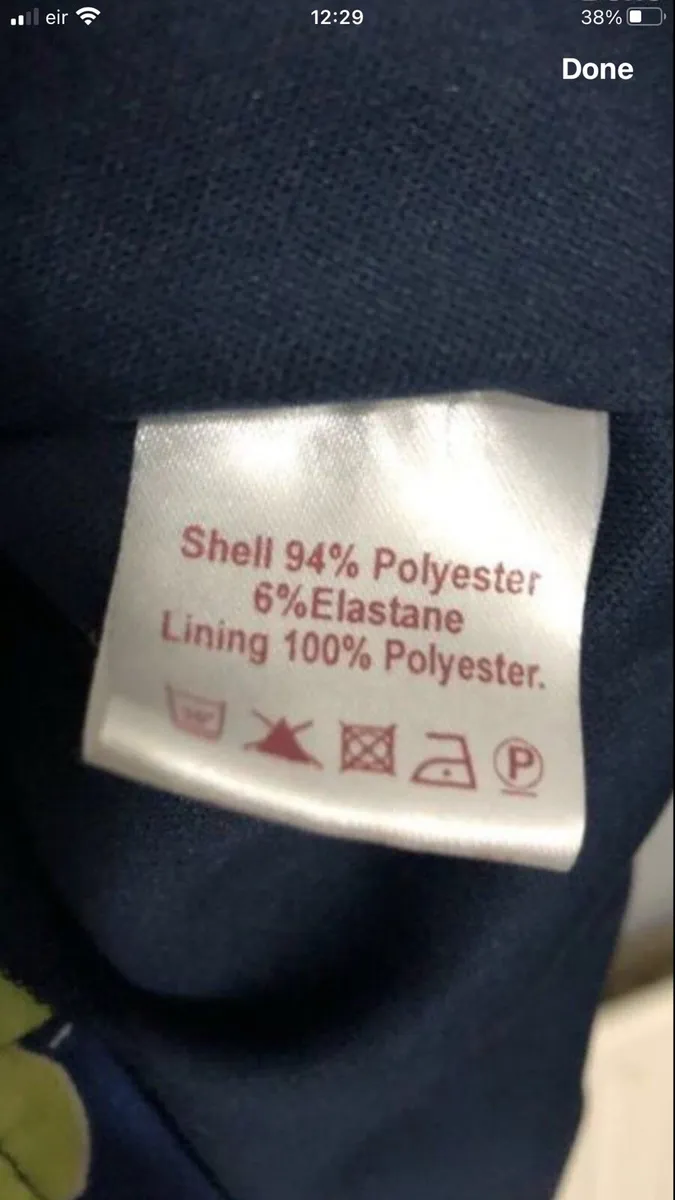 eir 12:29 38%
Done
Shell 94% Polyester
6%Elastane
Lining 100% Polyester.
P